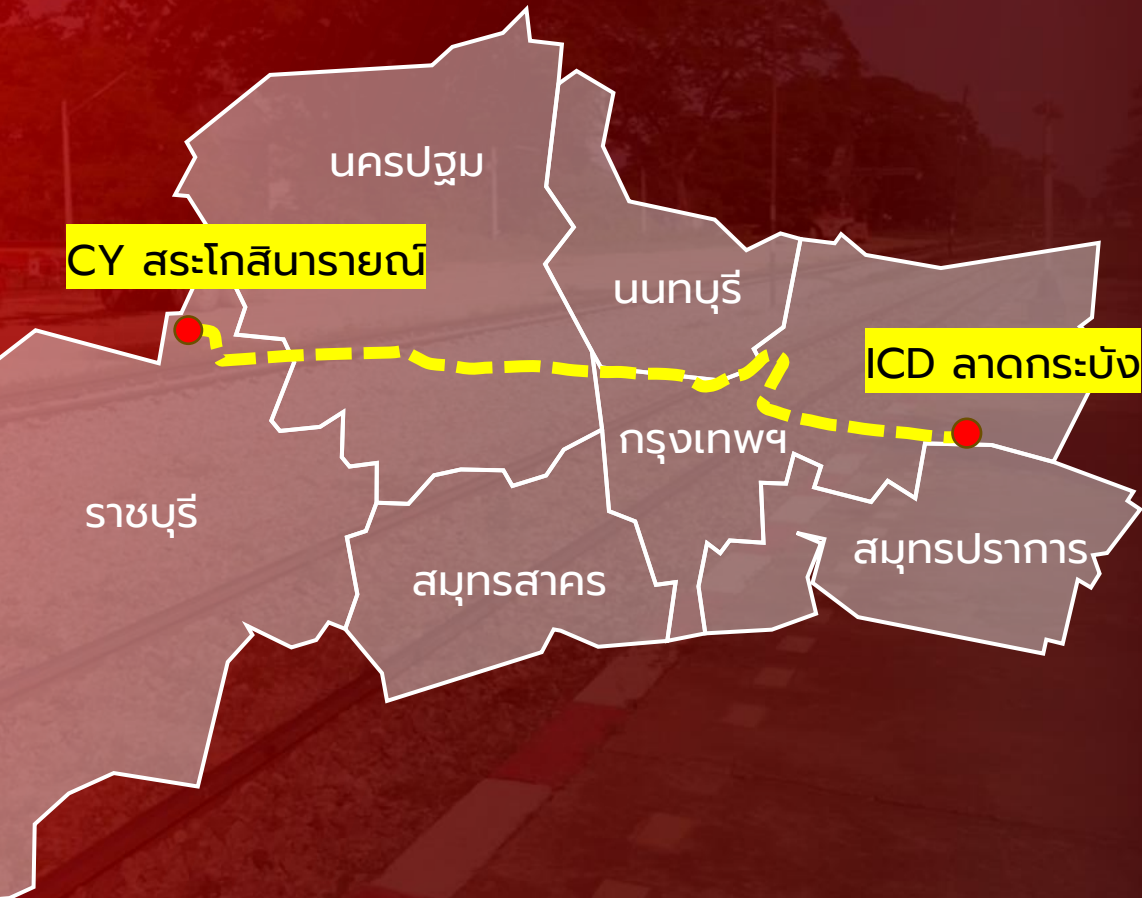 นครปฐม
CY สระโกสินารายณ์
นนทบุรี
ICD ลาดกระบัง
กรุงเทพฯ
ราชบุรี
สมุทรปราการ
สมุทรสาคร